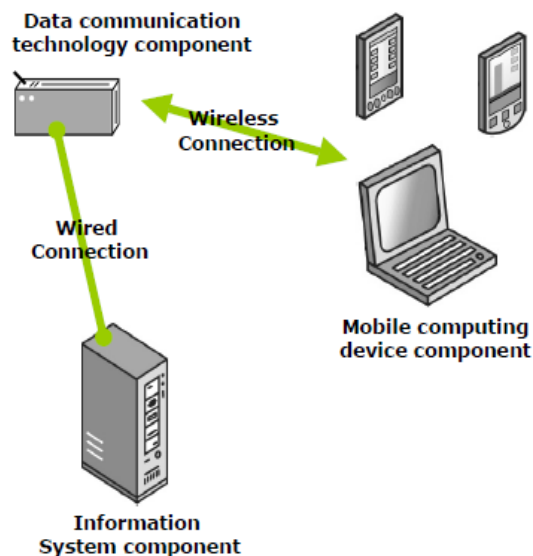 Data communication
technology component
Wireless
Connection
Wired
Connection
Mobile computing
device component
Information
System component